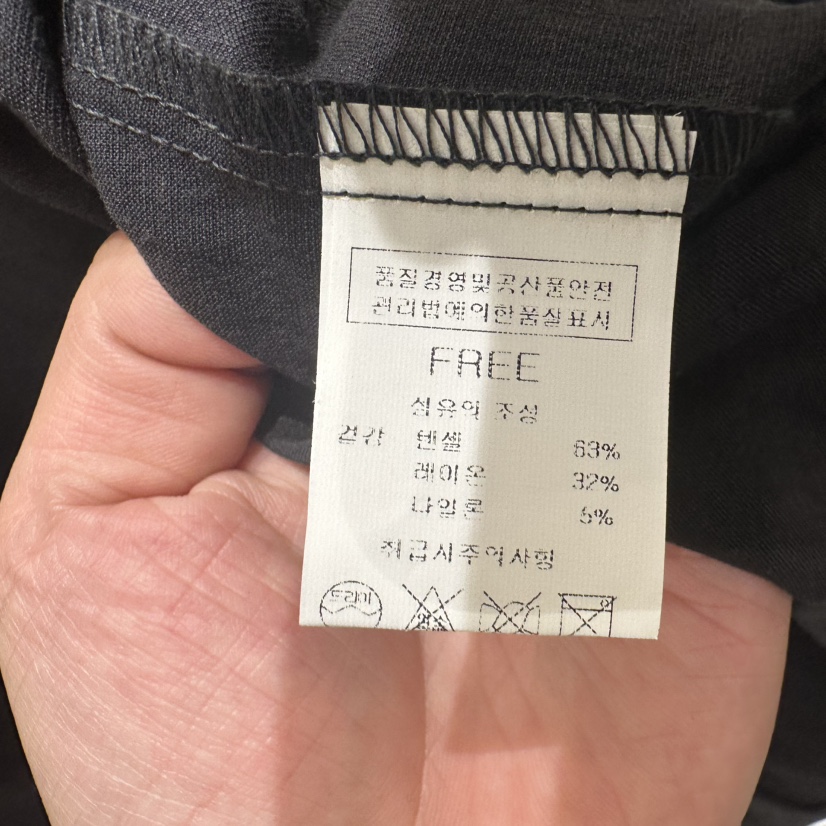 품질경영및공산품안전
관리법에의한품질표시
FREE
섬유의 조성
겉감 텐셀 63%
레이온 32%
나일론 5%
취급시주의사항
드라이